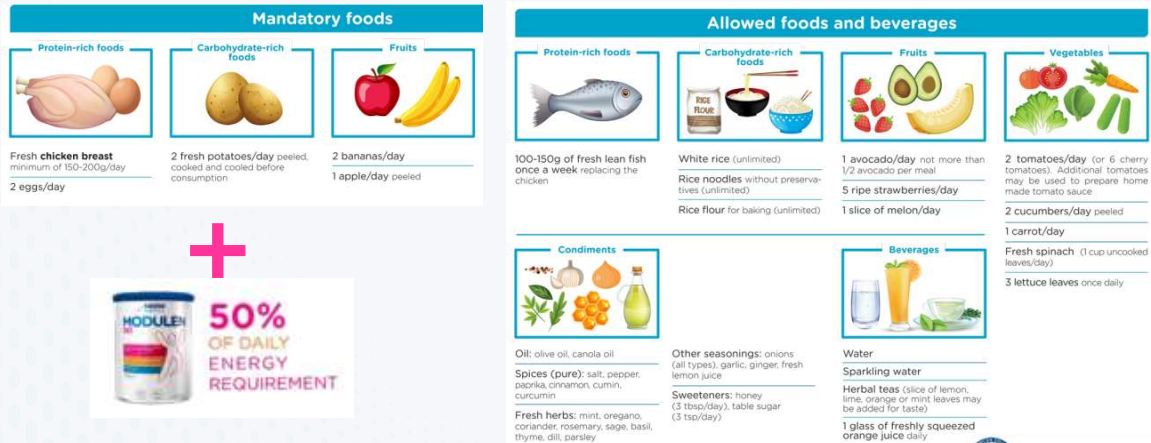 Mandatory foods
Protein-rich foods
Carbohydrate-rich
foods
Fruits
Fresh chicken breast
minimum of 150-200g/day
2 eggs/day
2 fresh potatoes/day peeled,
cooked and cooled before
consumption
2 bananas/day
1 apple/day peeled
+
MODULEN
50%
OF DAILY
ENERGY
REQUIREMENT
Allowed foods and beverages
Protein-rich foods
Carbohydrate-rich
foods
RICE
FLOUR
Fruits
Vegetables
100-150g of fresh lean fish
once a week replacing the
chicken
White rice (unlimited)
Rice noodles without preserva-
tives (unlimited)
Rice flour for baking (unlimited)
1 avocado/day not more than
1/2 avocado per meal
5 ripe strawberries/day
1 slice of melon/day
2 tomatoes/day (or 6 cherry
tomatoes). Additional tomatoes
may be used to prepare home
made tomato sauce
2 cucumbers/day peeled
1 carrot/day
Fresh spinach (1 cup uncooked
leaves/day)
3 lettuce leaves once daily
Condiments
Beverages
Oil: olive oil, canola oil
Spices (pure): salt, pepper,
paprika, cinnamon, cumin,
curcumin
Fresh herbs: mint, oregano,
coriander, rosemary, sage, basil,
thyme, dill, parsley
Other seasonings: onions
(all types), garlic, ginger, fresh
lemon juice
Sweeteners: honey
(3 tbsp/day), table sugar
(3 tsp/day)
Water
Sparkling water
Herbal teas (slice of lemon,
lime, orange or mint leaves may
be added for taste)
1 glass of freshly squeezed
orange juice daily